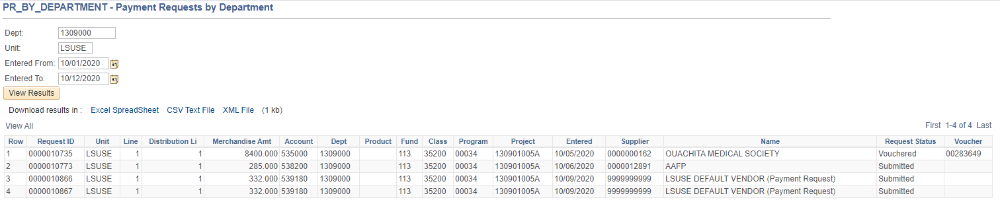 PR_BY_DEPARTMENT - Payment Requests by Department
Dept: 1309000
Unit: LSUSE
Entered From: 10/01/2020 31
Entered To: 10/12/2020 31
View Results
Download results in : Excel SpreadSheet CSV Text File XML File (1 kb)
View All First 1-4 of 4 Last
Row Request ID Unit Line Distribution Li Merchandise Amt Account Dept Product Fund Class Program Project Entered Supplier Name Request Status Voucher
1 0000010735 LSUSE 1 1 8400.000 535000 1309000 113 35200 00034 130901005A 10/05/2020 0000000162 OUACHITA MEDICAL SOCIETY Vouchered 00283649
2 0000010773 LSUSE 1 1 285.000 538200 1309000 113 35200 00034 130901005A 10/06/2020 0000012891 AAFP Submitted
3 0000010866 LSUSE 1 1 332.000 539180 1309000 113 35200 00034 130901005A 10/09/2020 9999999999 LSUSE DEFAULT VENDOR (Payment Request) Submitted
4 0000010867 LSUSE 1 1 332.000 539180 1309000 113 35200 00034 130901005A 10/09/2020 9999999999 LSUSE DEFAULT VENDOR (Payment Request) Submitted